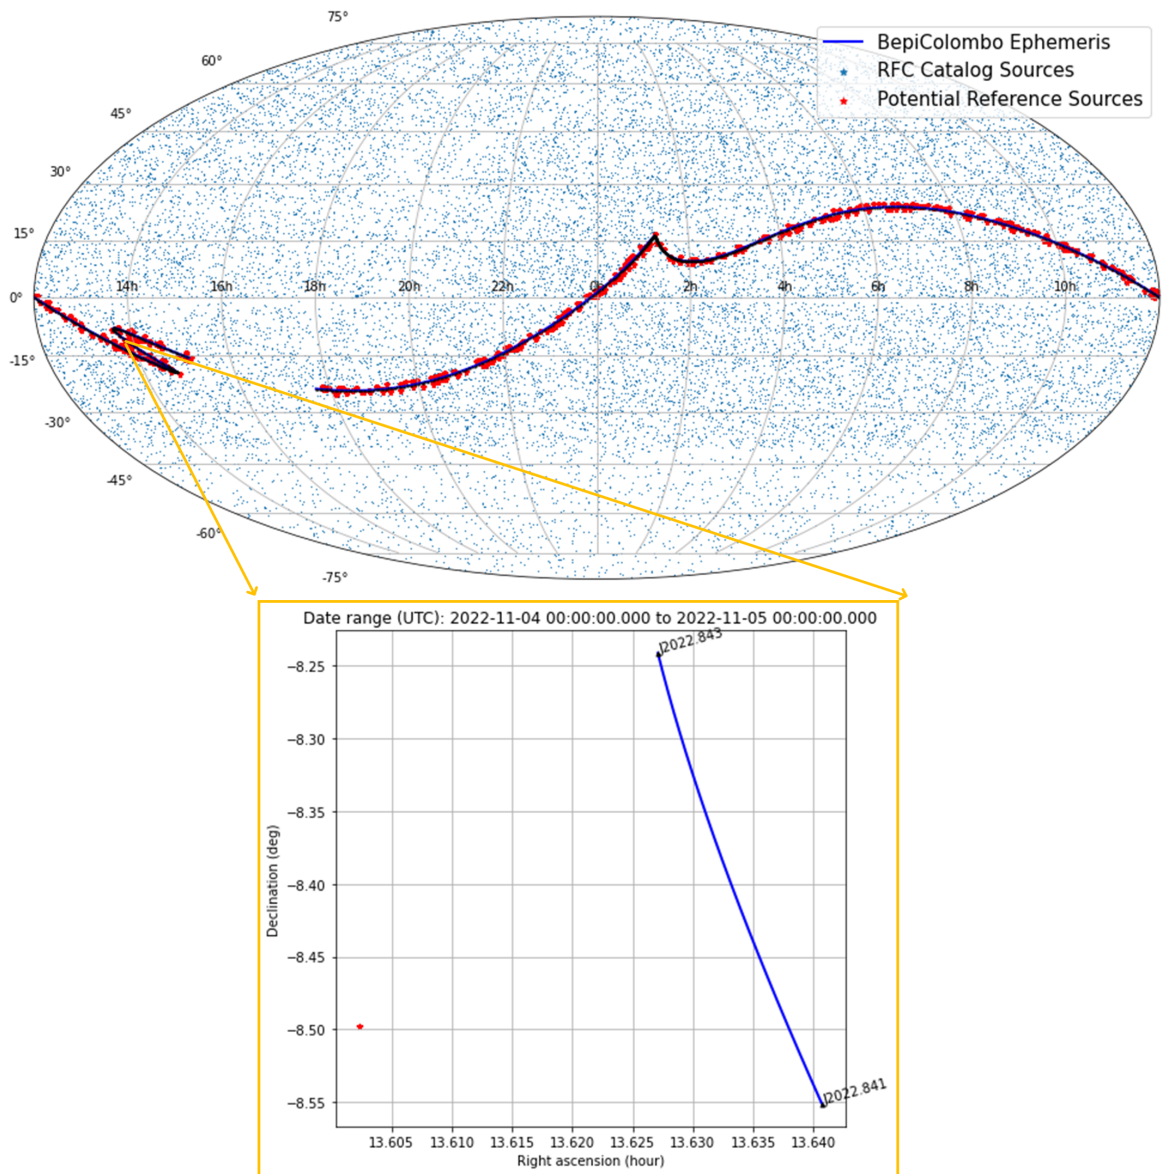 75°
60°
45°
30°
15°
0°
-15°
-30°
-45°
-60°
-75°
BepiColombo Ephemeris
RFC Catalog Sources
Potential Reference Sources
14h 16h 18h 20h 22h 0h 2h 4h 6h 8h 10h
Date range (UTC): 2022-11-04 00:00:00.000 to 2022-11-05 00:00:00.000
J2022.843
J2022.841
Declination (deg)
−8.25
−8.30
−8.35
−8.40
−8.45
−8.50
−8.55
13.605 13.610 13.615 13.620 13.625 13.630 13.635 13.640
Right ascension (hour)